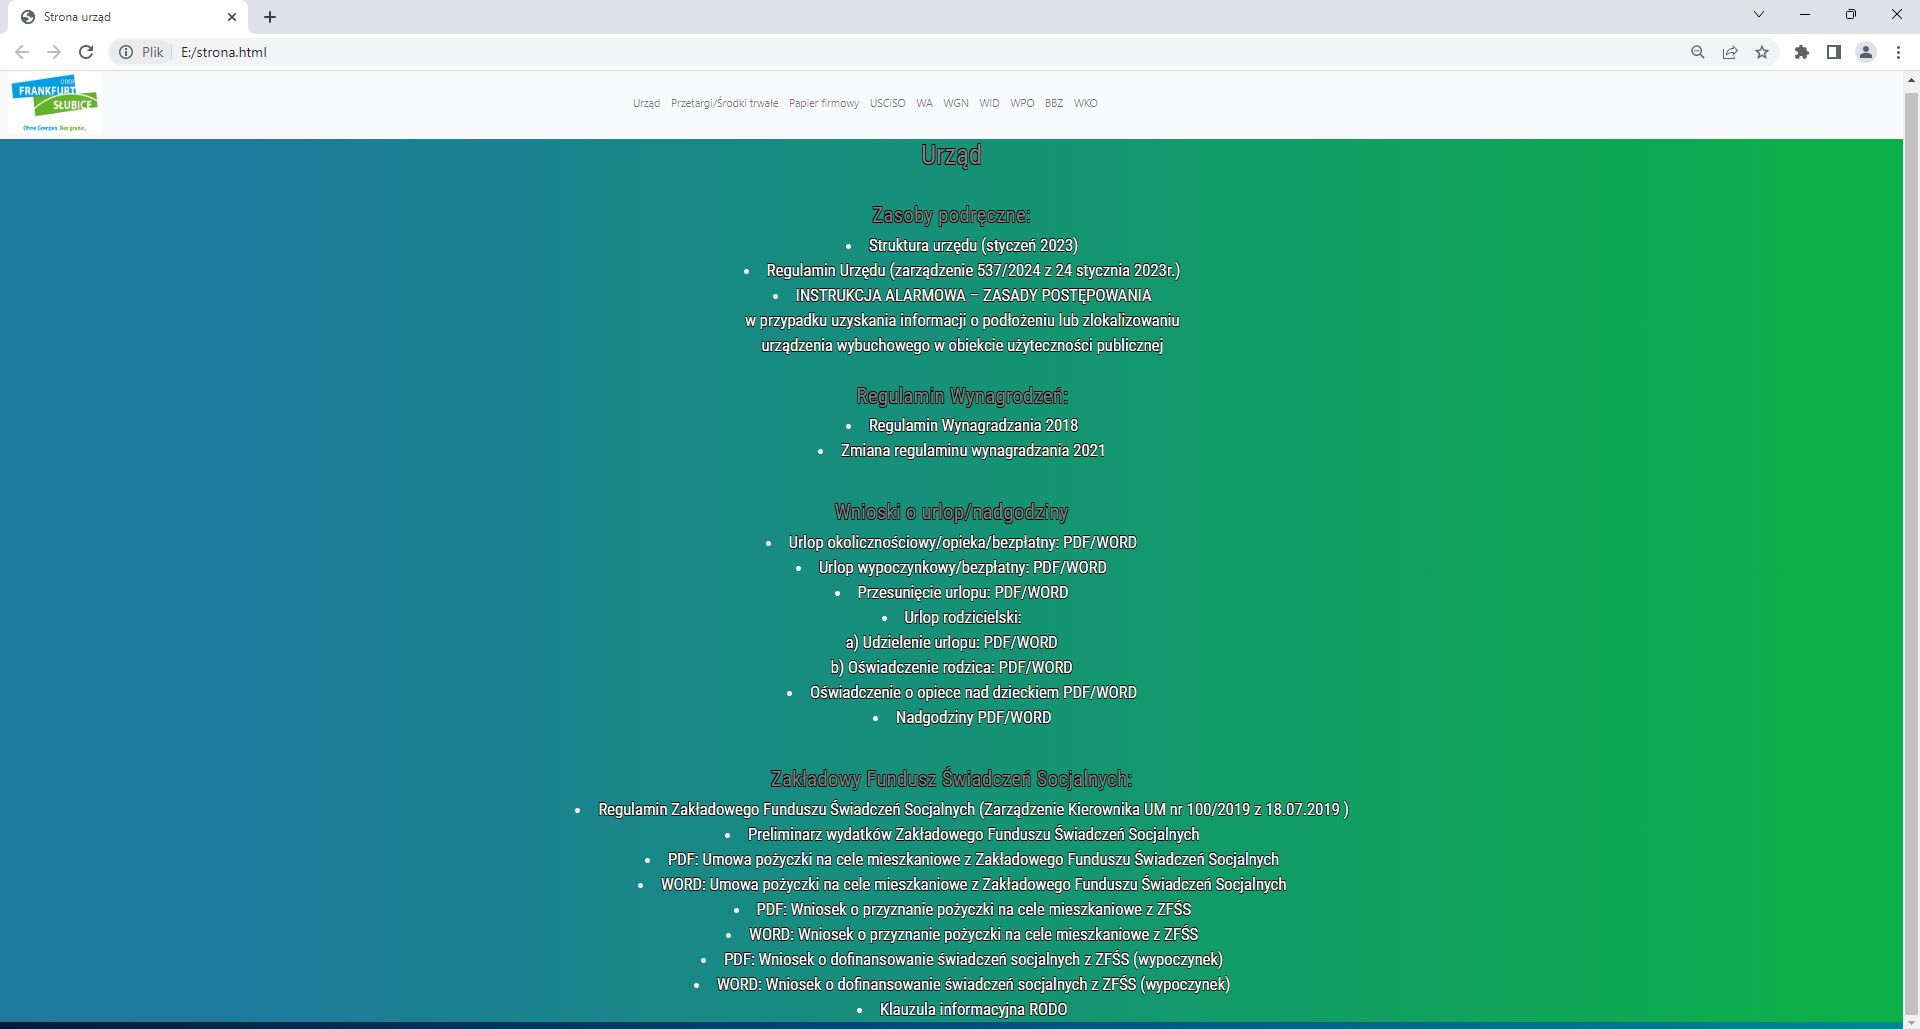 Strona urząd
Plik E:/strona.html
FRANKFURT
SŁUBICE
Ohne Grenzen. Bez granic.
Urząd Przetargi/Środki trwałe Papier firmowy USCiSO WA WGN WID WPO BBZ WKO
Urząd
Zasoby podręczne:
• Struktura urzędu (styczeń 2023)
• Regulamin Urzędu (zarządzenie 537/2024 z 24 stycznia 2023r.)
• INSTRUKCJA ALARMOWA – ZASADY POSTĘPOWANIA
w przypadku uzyskania informacji o podłożeniu lub zlokalizowaniu
urządzenia wybuchowego w obiekcie użyteczności publicznej
Regulamin Wynagrodzeń:
• Regulamin Wynagradzania 2018
• Zmiana regulaminu wynagradzania 2021
Wnioski o urlop/nadgodziny
• Urlop okolicznościowy/opieka/bezpłatny: PDF/WORD
• Urlop wypoczynkowy/bezpłatny: PDF/WORD
• Przesunięcie urlopu: PDF/WORD
• Urlop rodzicielski:
a) Udzielenie urlopu: PDF/WORD
b) Oświadczenie rodzica: PDF/WORD
• Oświadczenie o opiece nad dzieckiem PDF/WORD
• Nadgodziny PDF/WORD
Zakładowy Fundusz Świadczeń Socjalnych:
• Regulamin Zakładowego Funduszu Świadczeń Socjalnych (Zarządzenie Kierownika UM nr 100/2019 z 18.07.2019 )
• Preliminarz wydatków Zakładowego Funduszu Świadczeń Socjalnych
• PDF: Umowa pożyczki na cele mieszkaniowe z Zakładowego Funduszu Świadczeń Socjalnych
• WORD: Umowa pożyczki na cele mieszkaniowe z Zakładowego Funduszu Świadczeń Socjalnych
• PDF: Wniosek o przyznanie pożyczki na cele mieszkaniowe z ZFŚS
• WORD: Wniosek o przyznanie pożyczki na cele mieszkaniowe z ZFŚS
• PDF: Wniosek o dofinansowanie świadczeń socjalnych z ZFŚS (wypoczynek)
• WORD: Wniosek o dofinansowanie świadczeń socjalnych z ZFŚS (wypoczynek)
• Klauzula informacyjna RODO